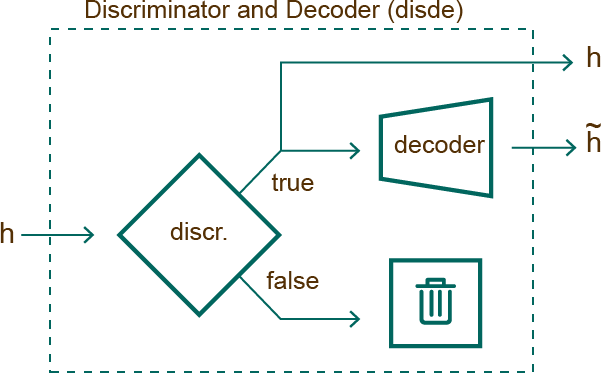 Discriminator and Decoder (disde)
h
decoder
h̃
true
h
discr.
false